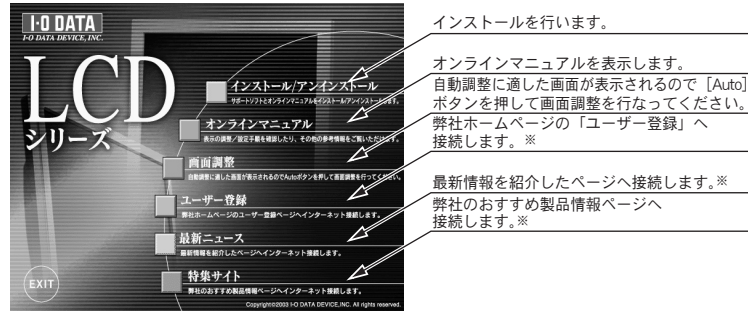 I・O DATA
I-O DATA DEVICE, INC.
LCD
シリーズ
インストール/アンインストール
サポートソフトとオンラインマニュアルをインストール/アンインストールします。
オンラインマニュアル
表示の調整/設定手順を確認したり、その他の参考情報をご覧いただけます。
画面調整
自動調整に適した画面が表示されるのでAutoボタンを押して画面調整を行ってください。
ユーザー登録
弊社ホームページのユーザー登録ページへインターネット接続します。
最新ニュース
最新情報を紹介したページへインターネット接続します。
特集サイト
弊社のおすすめ製品情報ページへインターネット接続します。
EXIT
Copyright©2003 I-O DATA DEVICE,INC. All rights reserved.
インストールを行います。
オンラインマニュアルを表示します。
自動調整に適した画面が表示されるので［Auto］
ボタンを押して画面調整を行なってください。
弊社ホームページの「ユーザー登録」へ
接続します。※
最新情報を紹介したページへ接続します。※
弊社のおすすめ製品情報ページへ
接続します。※